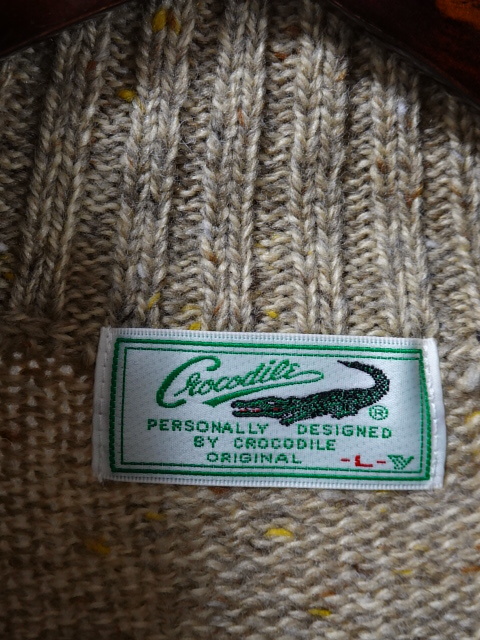 Crocodile
®
PERSONALLY DESIGNED
BY CROCODILE
ORIGINAL
-L-